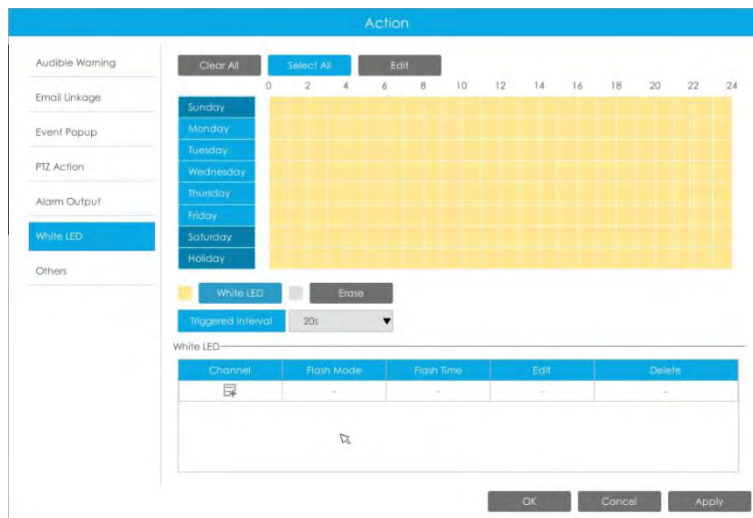 Action
Audible Warning
Email Linkage
Event Popup
PTZ Action
Alarm Output
White LED
Others
Clear All Select All Edit
0 2 4 6 8 10 12 14 16 18 20 22 24
Sunday
Monday
Tuesday
Wednesday
Thursday
Friday
Saturday
Holiday
White LED Erase
Triggered Interval 20s
White LED
Channel Flash Mode Flash Time Edit Delete
- - - -
OK Cancel Apply